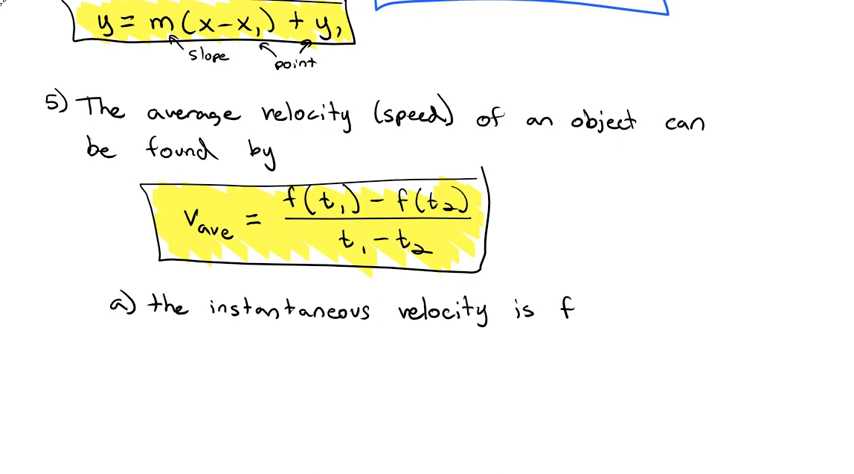 y = m(x-x₁) + y₁
slope point
5) The average velocity (speed) of an object can
be found by
v_ave = f(t₁) - f(t₂) / t₁ - t₂
a) the instantaneous velocity is f